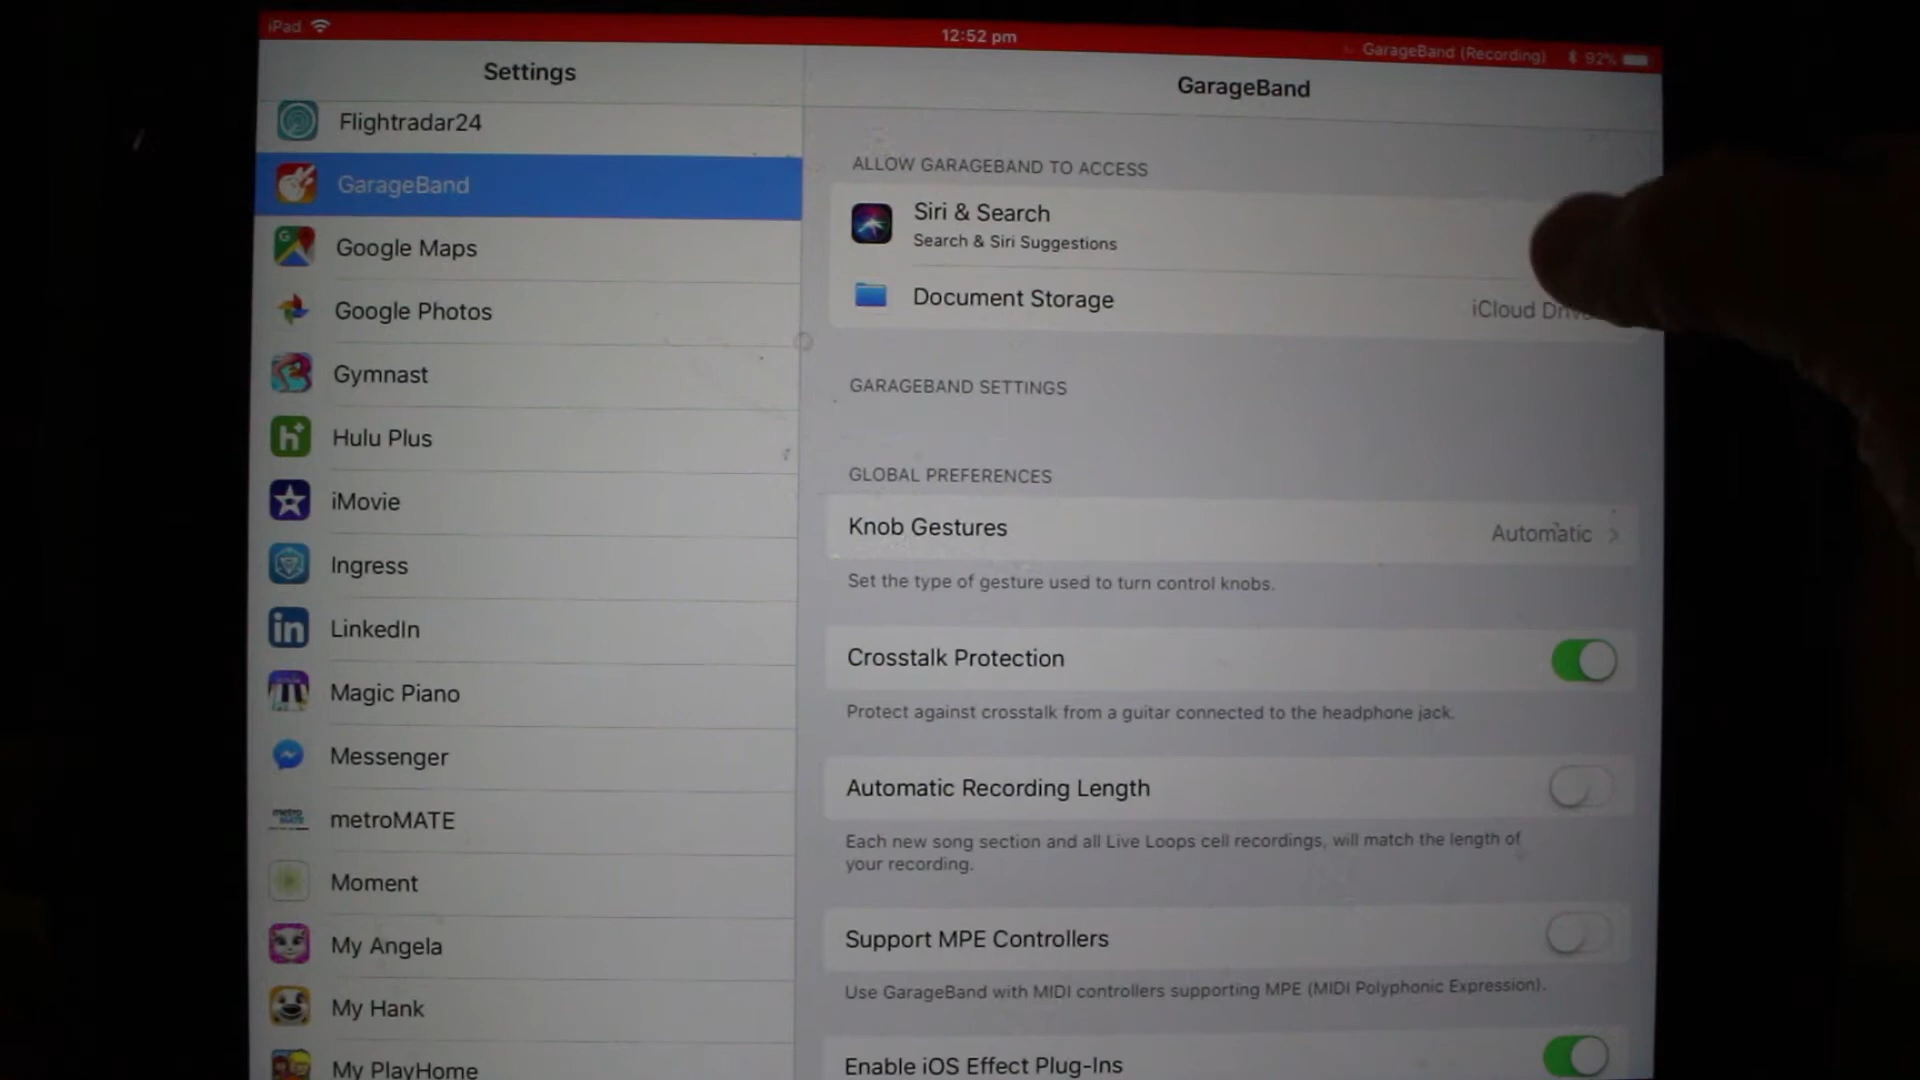 iPad
12:52 pm
GarageBand (Recording)
92%
Settings
Flightradar24
GarageBand
Google Maps
Google Photos
Gymnast
Hulu Plus
iMovie
Ingress
LinkedIn
Magic Piano
Messenger
metroMATE
Moment
My Angela
My Hank
My PlayHome
GarageBand
ALLOW GARAGEBAND TO ACCESS
Siri & Search
Search & Siri Suggestions
Document Storage
iCloud
GARAGEBAND SETTINGS
GLOBAL PREFERENCES
Knob Gestures
Automatic
Set the type of gesture used to turn control knobs.
Crosstalk Protection
Protect against crosstalk from a guitar connected to the headphone jack.
Automatic Recording Length
Each new song section and all Live Loops cell recordings, will match the length of
your recording.
Support MPE Controllers
Use GarageBand with MIDI controllers supporting MPE (MIDI Polyphonic Expression).
Enable iOS Effect Plug-Ins